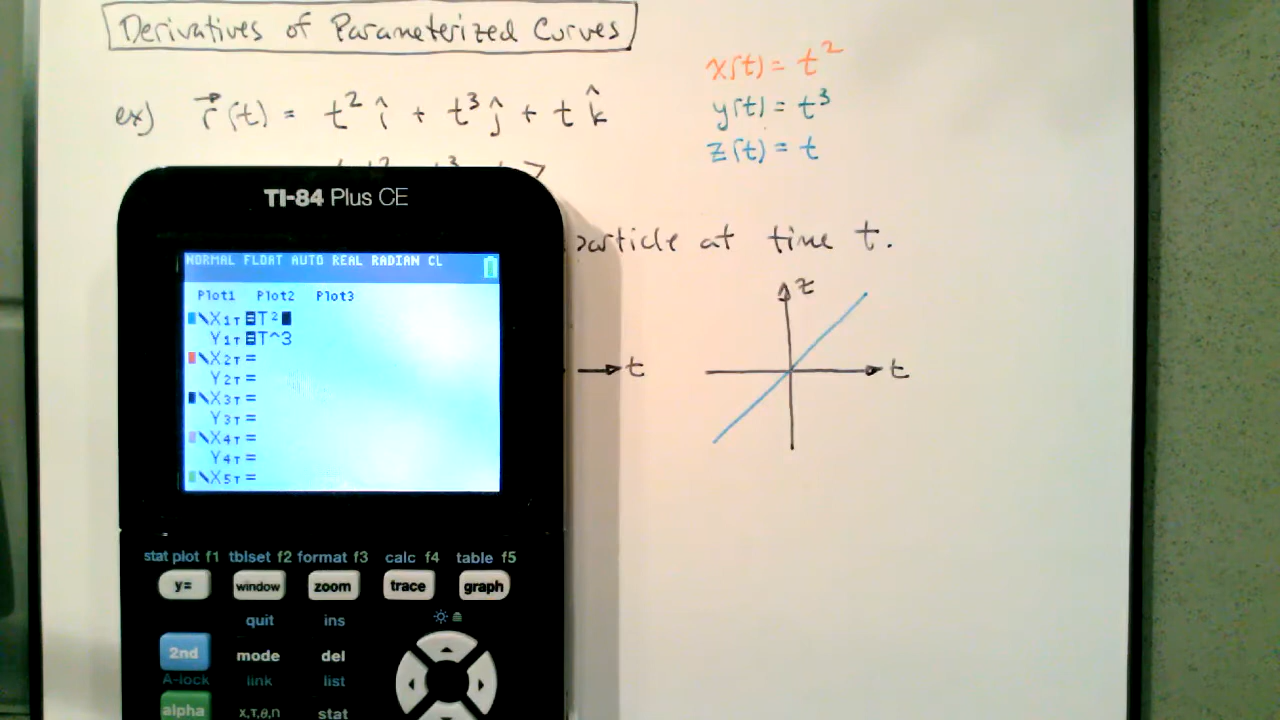 Derivatives of Parameterized Curves
ex) r(t) = t² î + t³ ĵ + t k̂
x(t) = t²
y(t) = t³
z(t) = t
particle at time t.
t
z
t
TI-84 Plus CE
NORMAL FLOAT AUTO REAL RADIAN CL
Plot1 Plot2 Plot3
X1T=T²
Y1T=T^3
X2T=
Y2T=
X3T=
Y3T=
X4T=
Y4T=
X5T=
stat plot f1 tblset f2 format f3 calc f4 table f5
y= window zoom trace graph
quit ins
2nd mode del
A-lock link list
alpha X,T,θ,n stat